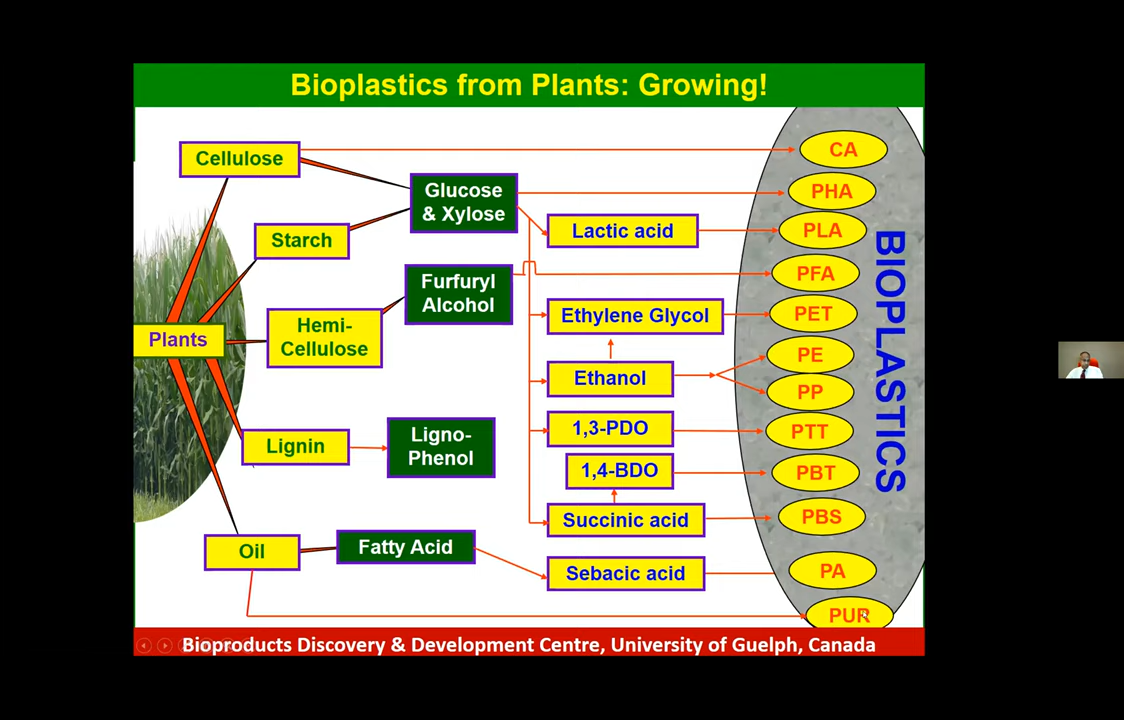 Bioplastics from Plants: Growing!
Cellulose
Glucose
& Xylose
Starch
Furfuryl
Alcohol
Plants
Hemi-
Cellulose
Lignin
Ligno-
Phenol
Oil
Fatty Acid
Lactic acid
Ethylene Glycol
Ethanol
1,3-PDO
1,4-BDO
Succinic acid
Sebacic acid
CA
PHA
PLA
PFA
PET
PE
PP
PTT
PBT
PBS
PA
PUR
BIOPLASTICS
Bioproducts Discovery & Development Centre, University of Guelph, Canada